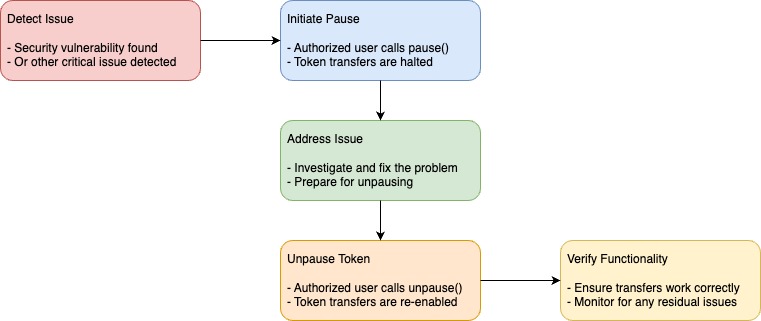 Detect Issue
- Security vulnerability found
- Or other critical issue detected
Initiate Pause
- Authorized user calls pause()
- Token transfers are halted
Address Issue
- Investigate and fix the problem
- Prepare for unpausing
Unpause Token
- Authorized user calls unpause()
- Token transfers are re-enabled
Verify Functionality
- Ensure transfers work correctly
- Monitor for any residual issues